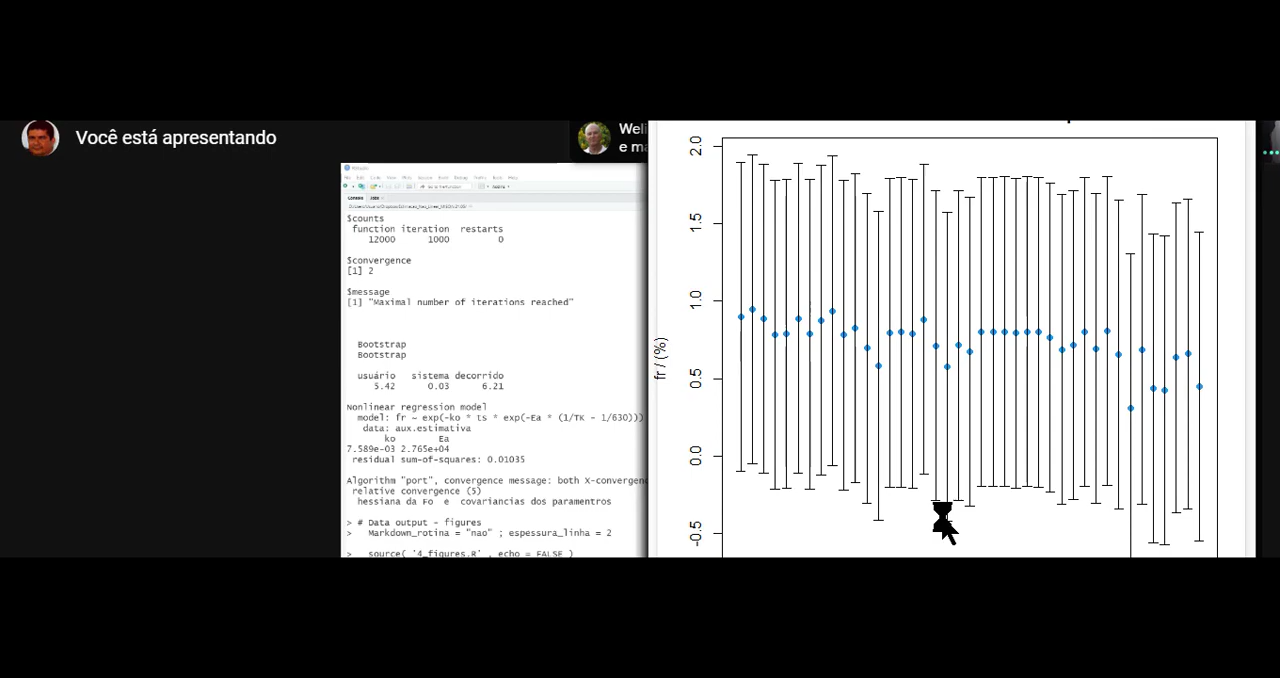 Você está apresentando
Weli
e ma
Console
$counts
function iteration restarts
12000 1000 0
$convergence
[1] 2
$message
[1] "Maximal number of iterations reached"
Bootstrap
Bootstrap
usuário sistema decorrido
5.42 0.03 6.21
Nonlinear regression model
model: fr ~ exp(-ko * ts * exp(-Ea * (1/TK - 1/630)))
data: aux.estimativa
ko Ea
7.589e-03 2.765e+04
residual sum-of-squares: 0.01035
Algorithm "port", convergence message: both X-convergenc
relative convergence (5)
hessiana da Fo e covariancias dos paramentros
> # Data output - figures
> Markdown_rotina = "nao" ; espessura_linha = 2
> source( '4_figures.R' , echo = FALSE )
fr / (%)
2.0
1.5
1.0
0.5
0.0
-0.5